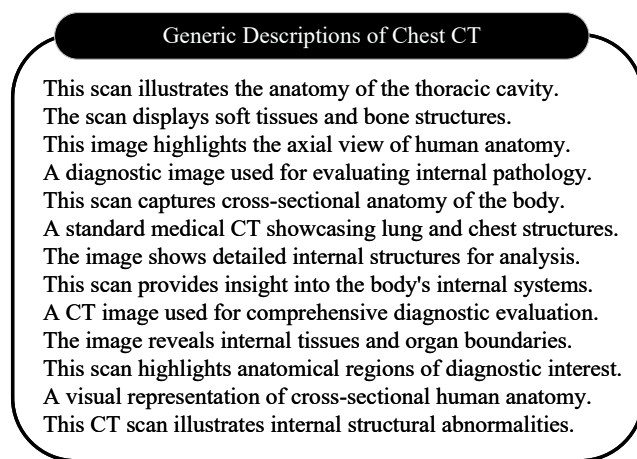 Generic Descriptions of Chest CT
This scan illustrates the anatomy of the thoracic cavity.
The scan displays soft tissues and bone structures.
This image highlights the axial view of human anatomy.
A diagnostic image used for evaluating internal pathology.
This scan captures cross-sectional anatomy of the body.
A standard medical CT showcasing lung and chest structures.
The image shows detailed internal structures for analysis.
This scan provides insight into the body's internal systems.
A CT image used for comprehensive diagnostic evaluation.
The image reveals internal tissues and organ boundaries.
This scan highlights anatomical regions of diagnostic interest.
A visual representation of cross-sectional human anatomy.
This CT scan illustrates internal structural abnormalities.